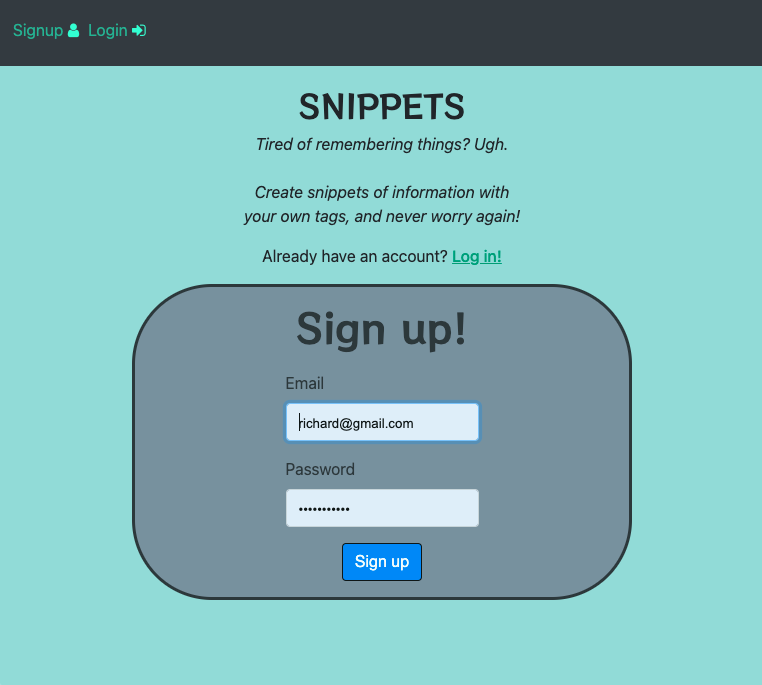 Signup Login
SNIPPETS
Tired of remembering things? Ugh.
Create snippets of information with
your own tags, and never worry again!
Already have an account? Log in!
Sign up!
Email
richard@gmail.com
Password
•••••••••••
Sign up